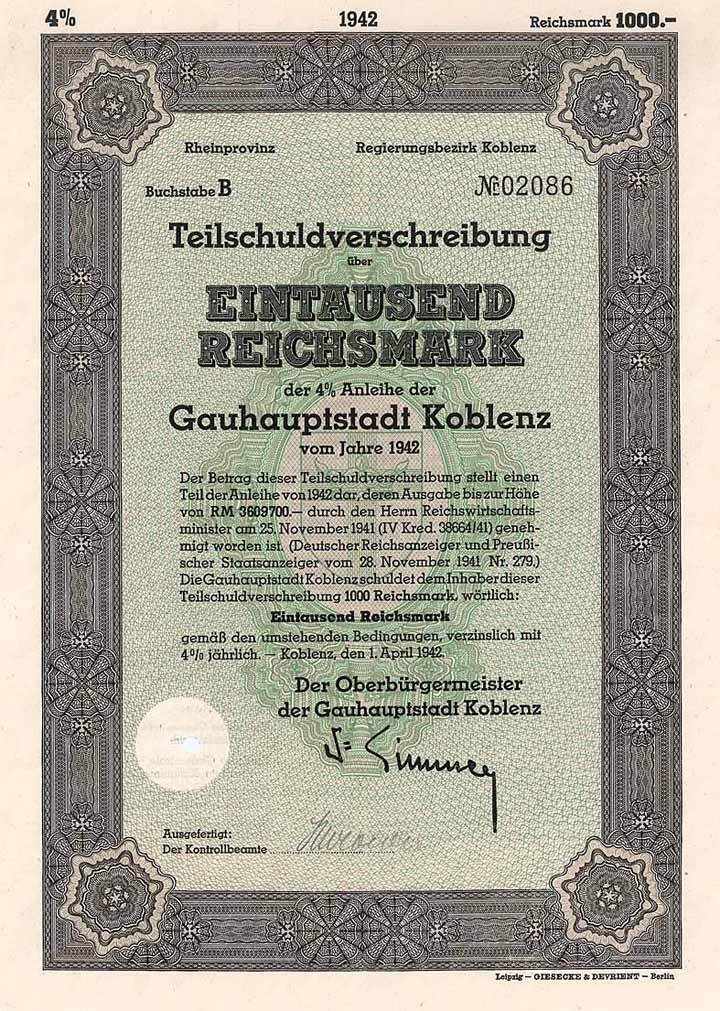 4% 1942 Reichsmark 1000.-
Rheinprovinz Regierungsbezirk Koblenz
Buchstabe B № 02086
Teilschuldverschreibung
über
EINTAUSEND
REICHSMARK
der 4% Anleihe der
Gauhauptstadt Koblenz
vom Jahre 1942
Der Betrag dieser Teilschuldverschreibung stellt einen
Teil der Anleihe von 1942 dar, deren Ausgabe bis zur Höhe
von RM 3609700.— durch den Herrn Reichswirtschafts-
minister am 25. November 1941 (IV Kred. 38664/41) geneh-
migt worden ist. (Deutscher Reichsanzeiger und Preußi-
scher Staatsanzeiger vom 28. November 1941 Nr. 279.)
Die Gauhauptstadt Koblenz schuldet dem Inhaber dieser
Teilschuldverschreibung 1000 Reichsmark, wörtlich:
Eintausend Reichsmark
gemäß den umstehenden Bedingungen, verzinslich mit
4% jährlich. — Koblenz, den 1. April 1942.
Der Oberbürgermeister
der Gauhauptstadt Koblenz
Ausgefertigt:
Der Kontrollbeamte
Leipzig — GIESECKE & DEVRIENT — Berlin